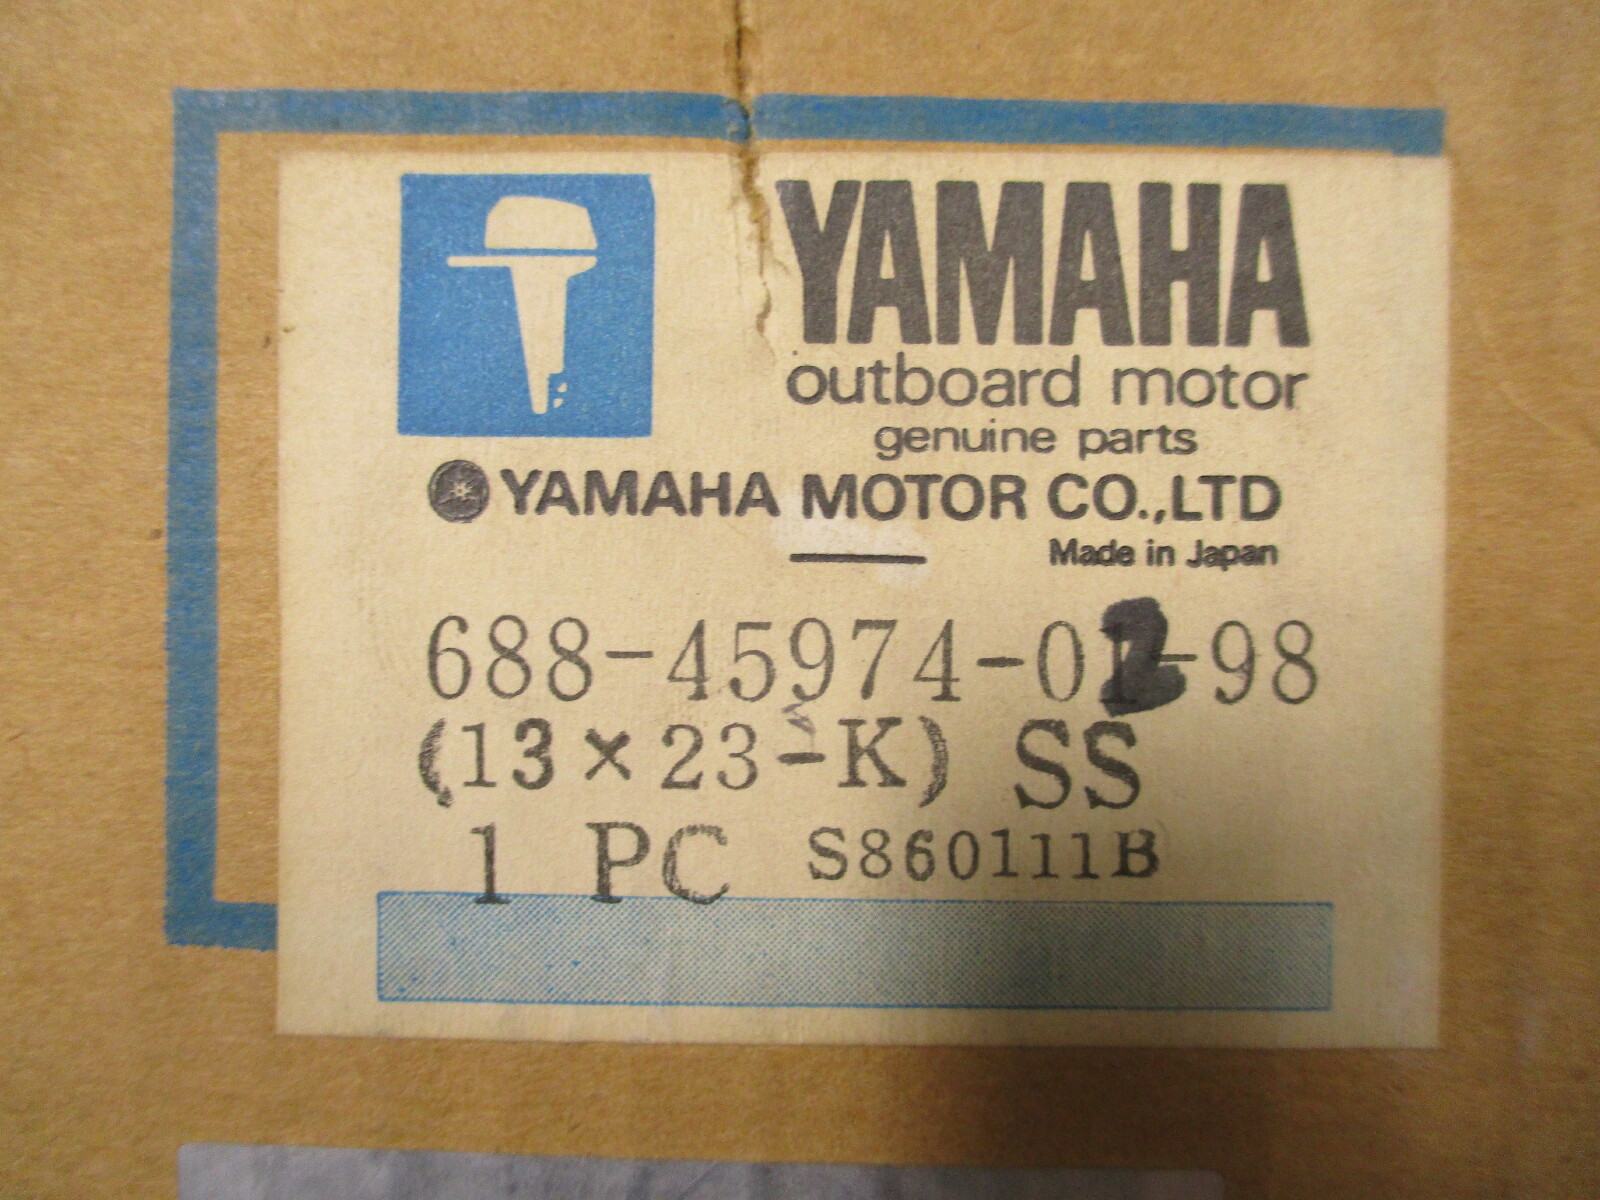 YAMAHA
outboard motor
genuine parts
YAMAHA MOTOR CO.,LTD
Made in Japan
688-45974-02-98
(13×23-K) SS
1 PC S860111B